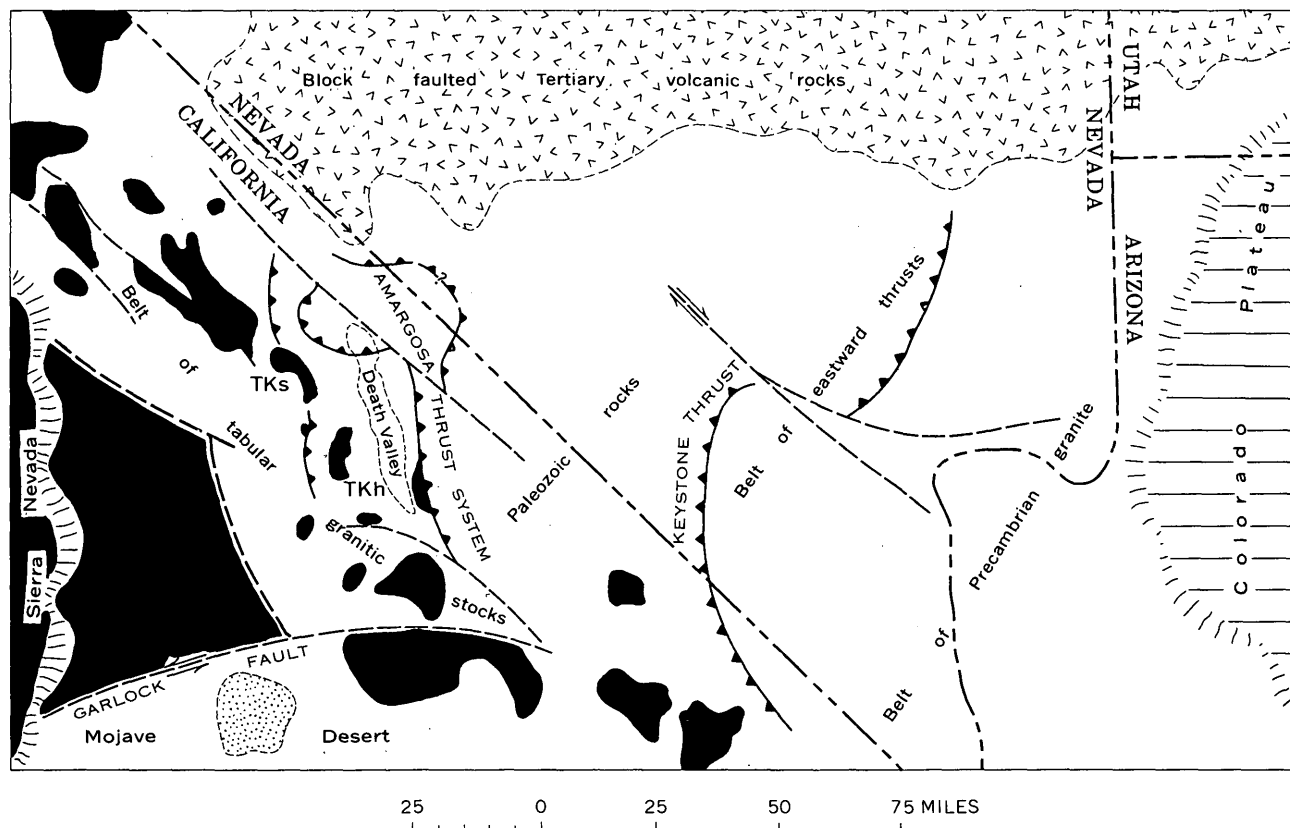 Block faulted Tertiary volcanic rocks
UTAH
NEVADA
NEVADA
CALIFORNIA
ARIZONA
Plateau
Colorado
Belt of tabular granitic stocks
AMARGOSA THRUST SYSTEM
?
Death Valley
TKs
TKh
Paleozoic rocks
KEYSTONE THRUST
Belt of eastward thrusts
Belt of Precambrian granite
Sierra Nevada
GARLOCK FAULT
Mojave Desert
25 0 25 50 75 MILES